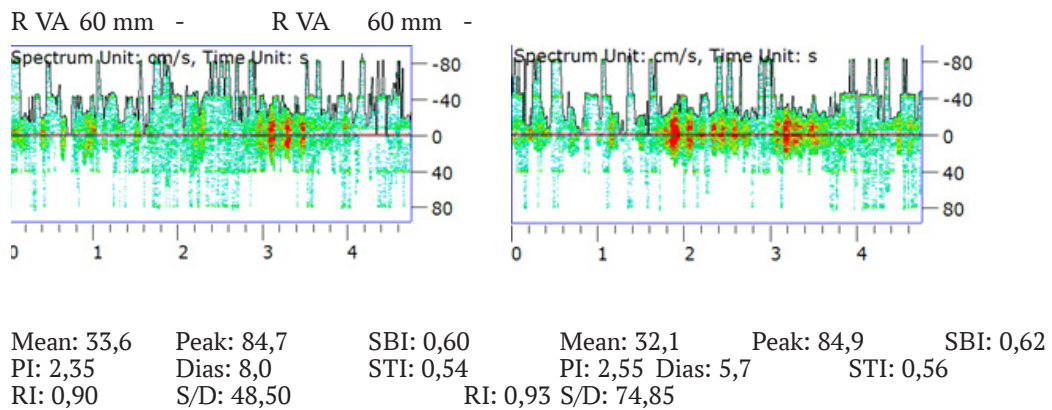 R VA 60 mm - R VA 60 mm -
Spectrum Unit: cm/s, Time Unit: s
-80
-40
0
40
80
0 1 2 3 4
Spectrum Unit: cm/s, Time Unit: s
-80
-40
0
40
80
0 1 2 3 4
Mean: 33,6 Peak: 84,7 SBI: 0,60 Mean: 32,1 Peak: 84,9 SBI: 0,62
PI: 2,35 Dias: 8,0 STI: 0,54 PI: 2,55 Dias: 5,7 STI: 0,56
RI: 0,90 S/D: 48,50 RI: 0,93 S/D: 74,85